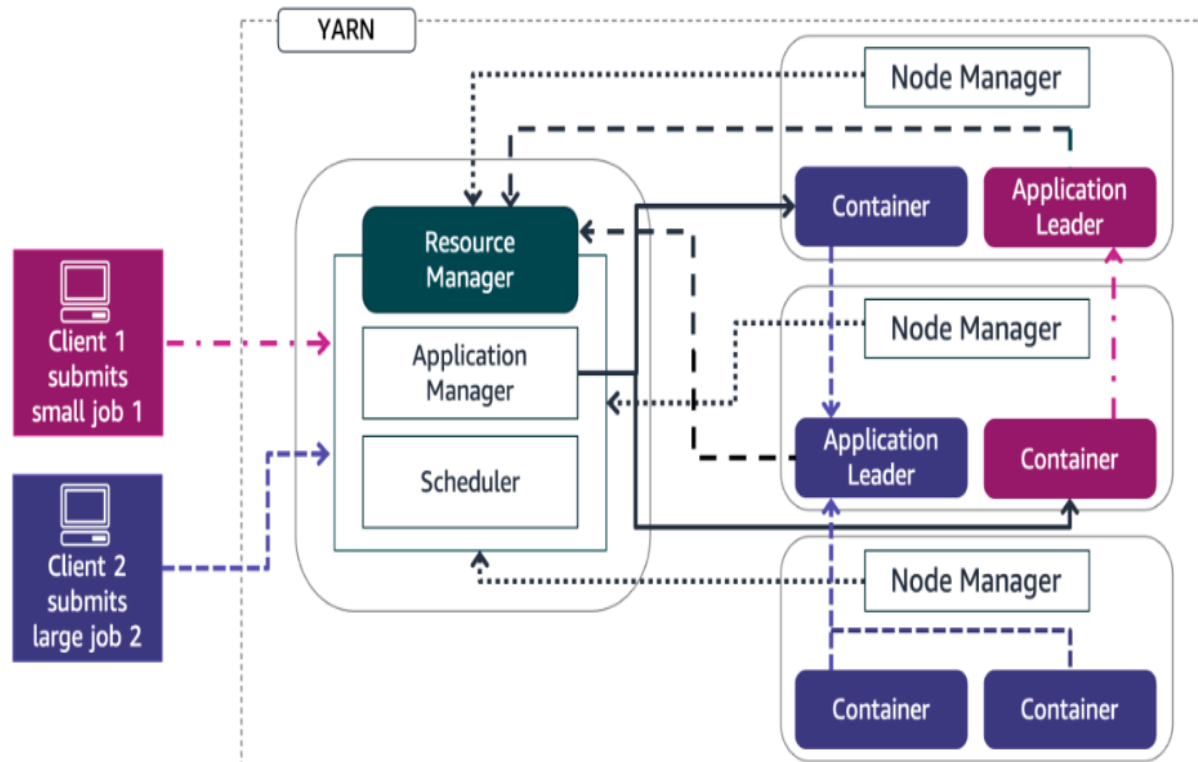 YARN
Node Manager
Container
Application
Leader
Resource
Manager
Application
Manager
Scheduler
Client 1
submits
small job 1
Client 2
submits
large job 2
Node Manager
Application
Leader
Container
Node Manager
Container
Container